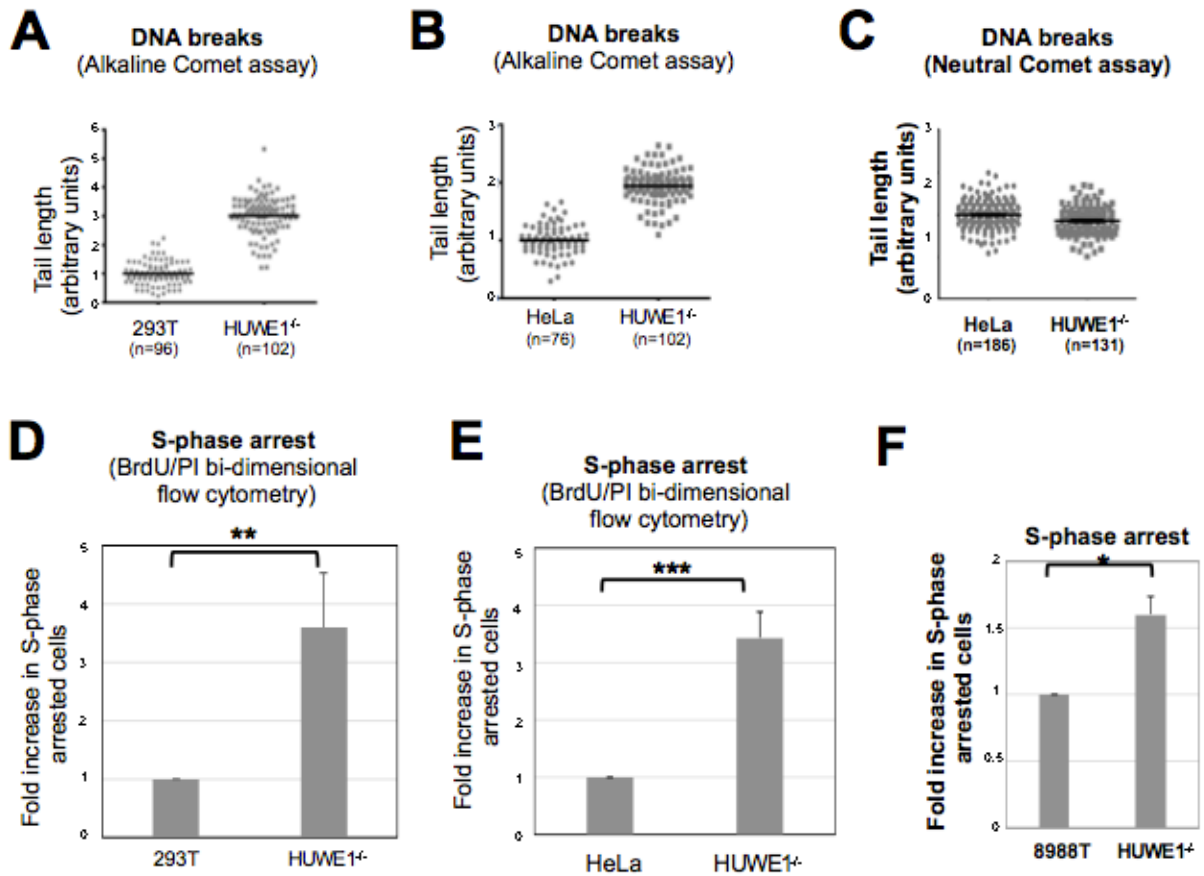 A
DNA breaks
(Alkaline Comet assay)
Tail length
(arbitrary units)
6
5
4
3
2
1
0
293T
(n=96)
HUWE1-/-
(n=102)
B
DNA breaks
(Alkaline Comet assay)
Tail length
(arbitrary units)
3
2
1
0
HeLa
(n=76)
HUWE1-/-
(n=102)
C
DNA breaks
(Neutral Comet assay)
Tail length
(arbitrary units)
3
2
1
0
HeLa
(n=186)
HUWE1-/-
(n=131)
D
S-phase arrest
(BrdU/PI bi-dimensional
flow cytometry)
Fold increase in S-phase
arrested cells
5
4
3
2
1
0
**
293T
HUWE1-/-
E
S-phase arrest
(BrdU/PI bi-dimensional
flow cytometry)
Fold increase in S-phase
arrested cells
5
4
3
2
1
0
***
HeLa
HUWE1-/-
F
S-phase arrest
Fold increase in S-phase
arrested cells
2
1.5
1
0.5
0
*
8988T
HUWE1-/-